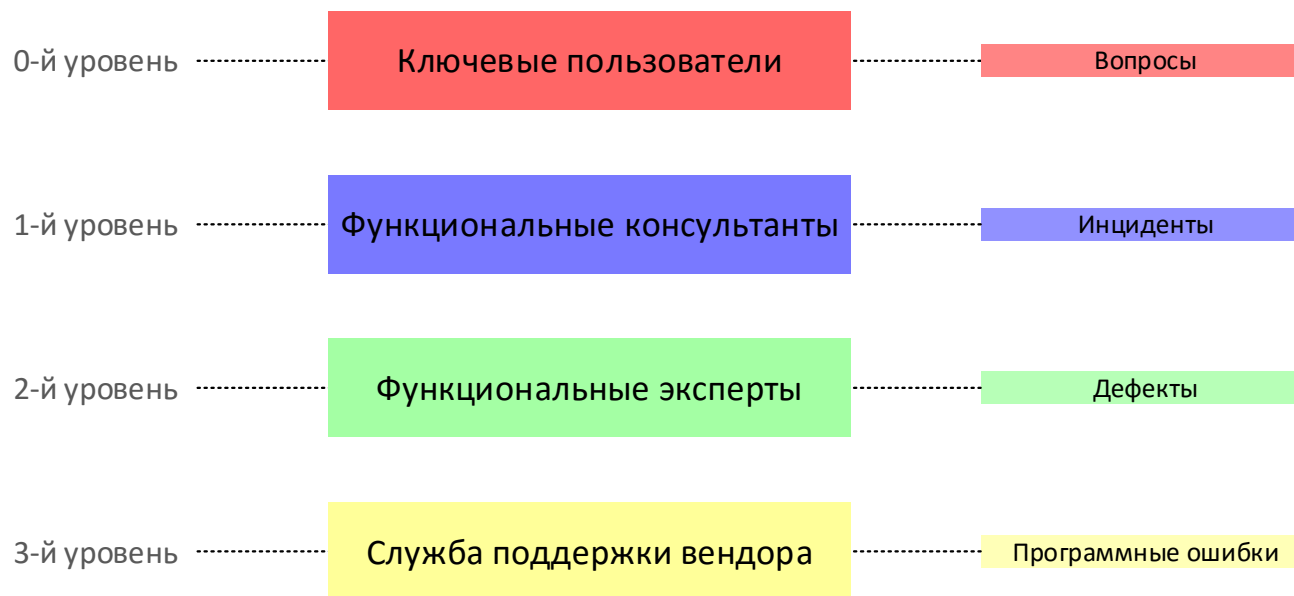 0-й уровень
Ключевые пользователи
Вопросы
1-й уровень
Функциональные консультанты
Инциденты
2-й уровень
Функциональные эксперты
Дефекты
3-й уровень
Служба поддержки вендора
Программные ошибки